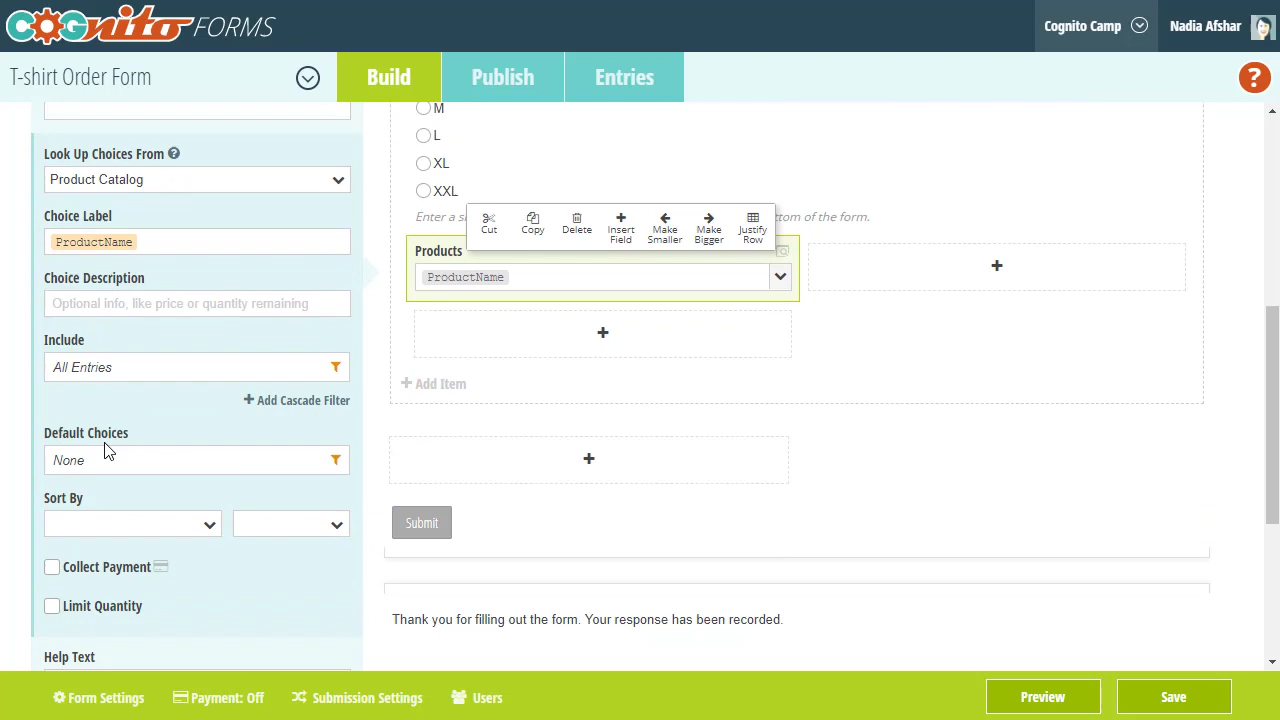 COGnito FORMS
Cognito Camp
Nadia Afshar
T-shirt Order Form
Build
Publish
Entries
?
Look Up Choices From ?
Product Catalog
Choice Label
ProductName
Choice Description
Optional info, like price or quantity remaining
Include
All Entries
+ Add Cascade Filter
Default Choices
None
Sort By
Collect Payment
Limit Quantity
Help Text
M
L
XL
XXL
Cut
Copy
Delete
Insert Field
Make Smaller
Make Bigger
Justify Row
Products
ProductName
+
+
+ Add Item
+
Submit
Thank you for filling out the form. Your response has been recorded.
Form Settings
Payment: Off
Submission Settings
Users
Preview
Save